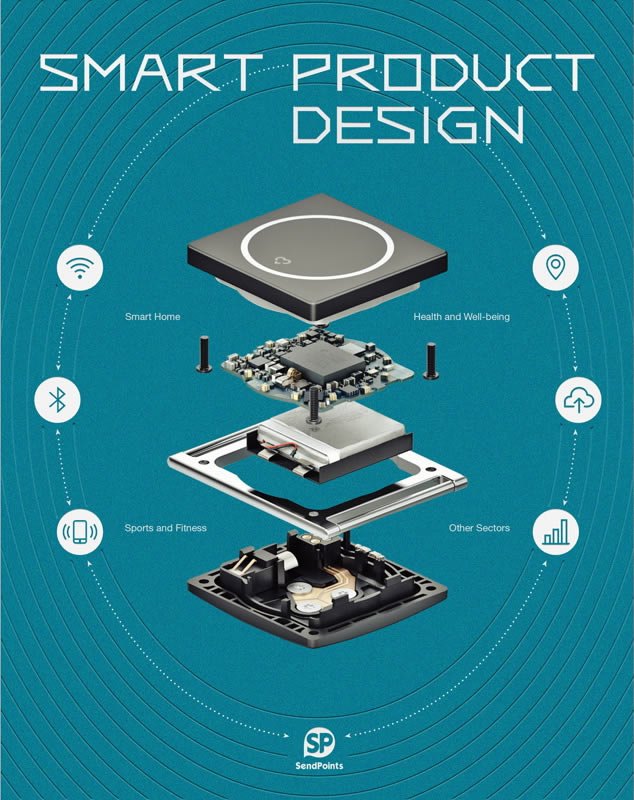 SMART PRODUCT
DESIGN
Smart Home
Health and Well-being
Sports and Fitness
Other Sectors
SP
SendPoints